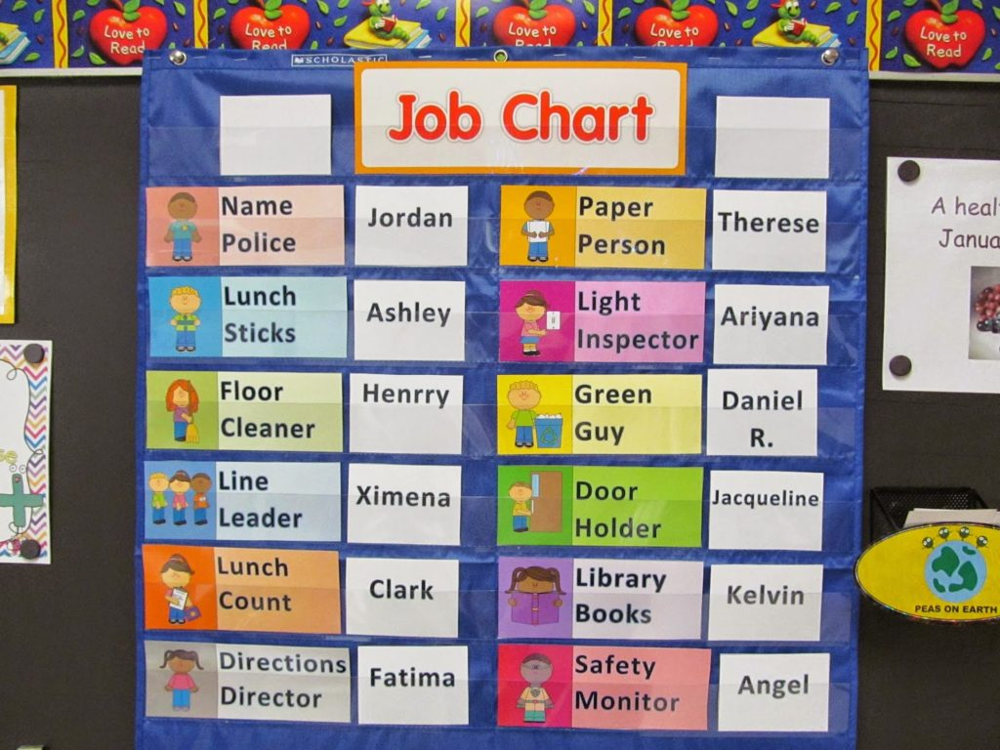 Love to
Read
Love to
Read
Love to
Read
Love to
Read
Love to
Read
SCHOLASTIC
Job Chart
Name
Police
Jordan
Paper
Person
Therese
Lunch
Sticks
Ashley
Light
Inspector
Ariyana
Floor
Cleaner
Henrry
Green
Guy
Daniel
R.
Line
Leader
Ximena
Door
Holder
Jacqueline
Lunch
Count
Clark
Library
Books
Kelvin
Directions
Director
Fatima
Safety
Monitor
Angel
PEAS ON EARTH